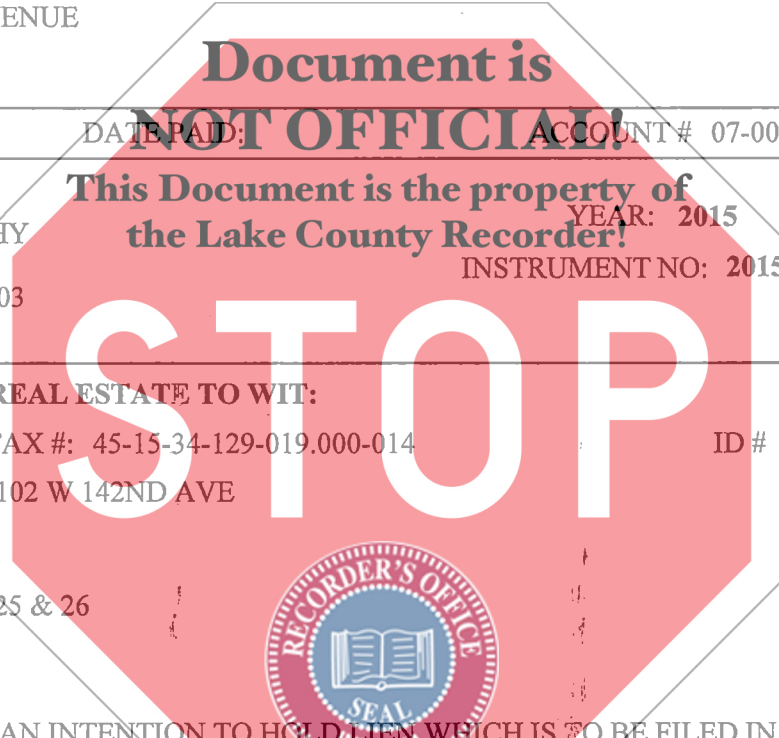 ENUE
Document is
NOT OFFICIAL!
DATE PAID: ACCOUNT # 07-00
This Document is the property of
the Lake County Recorder!
YEAR: 2015
HY
INSTRUMENT NO: 2015
03
STOP
REAL ESTATE TO WIT:
TAX #: 45-15-34-129-019.000-014 ID #
102 W 142ND AVE
RECORDER'S OFFICE
SEAL
25 & 26
AN INTENTION TO HOLD LIEN WHICH IS TO BE FILED IN